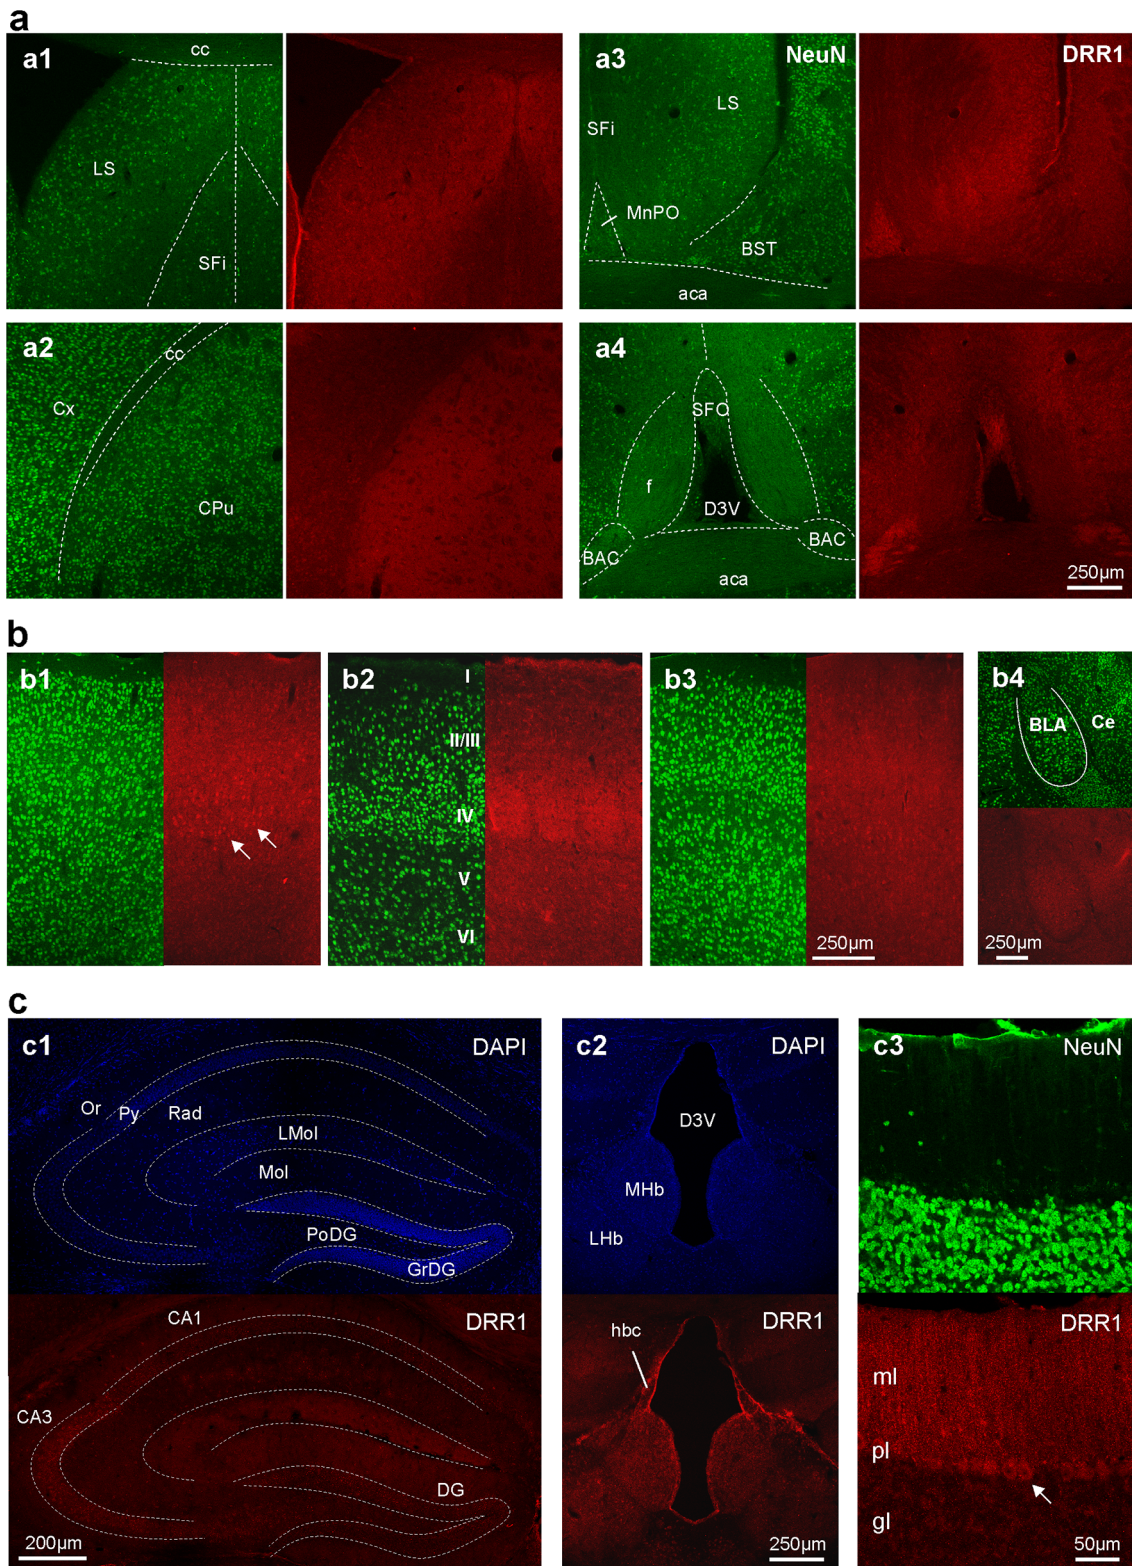 a
a1
cc
LS
SFi
a3
NeuN
DRR1
LS
SFi
MnPO
BST
aca
a2
cc
Cx
CPu
a4
SFO
f
D3V
BAC
BAC
aca
250µm
b
b1
b2
I
II/III
IV
V
VI
b3
250µm
b4
BLA
Ce
250µm
c
c1
DAPI
Or
Py
Rad
LMol
Mol
PoDG
GrDG
CA1
DRR1
CA3
DG
200µm
c2
DAPI
D3V
MHb
LHb
hbc
DRR1
250µm
c3
NeuN
DRR1
ml
pl
gl
50µm